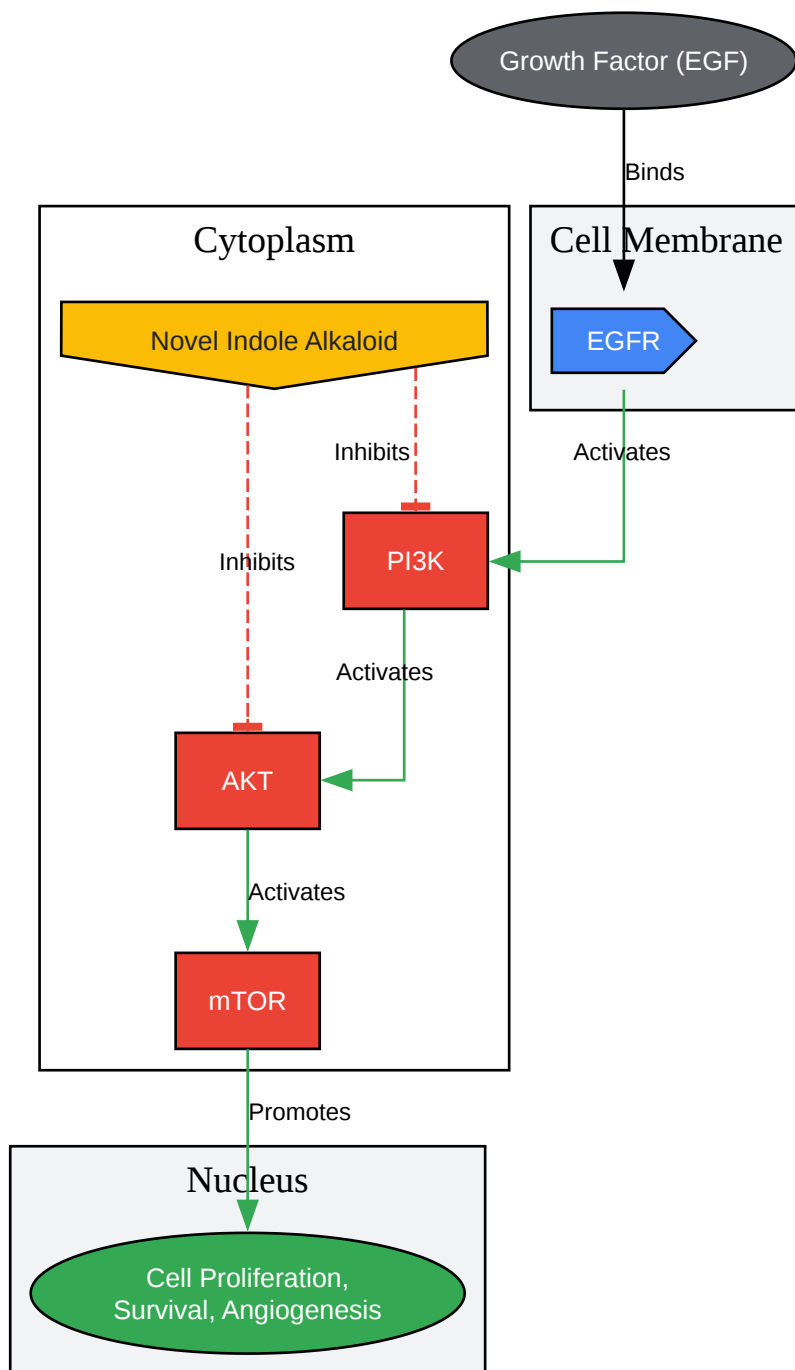 Growth Factor (EGF)
Binds
Cytoplasm
Cell Membrane
Novel Indole Alkaloid
EGFR
Inhibits
Activates
Inhibits
PI3K
Activates
AKT
Activates
mTOR
Promotes
Nucleus
Cell Proliferation,
Survival, Angiogenesis